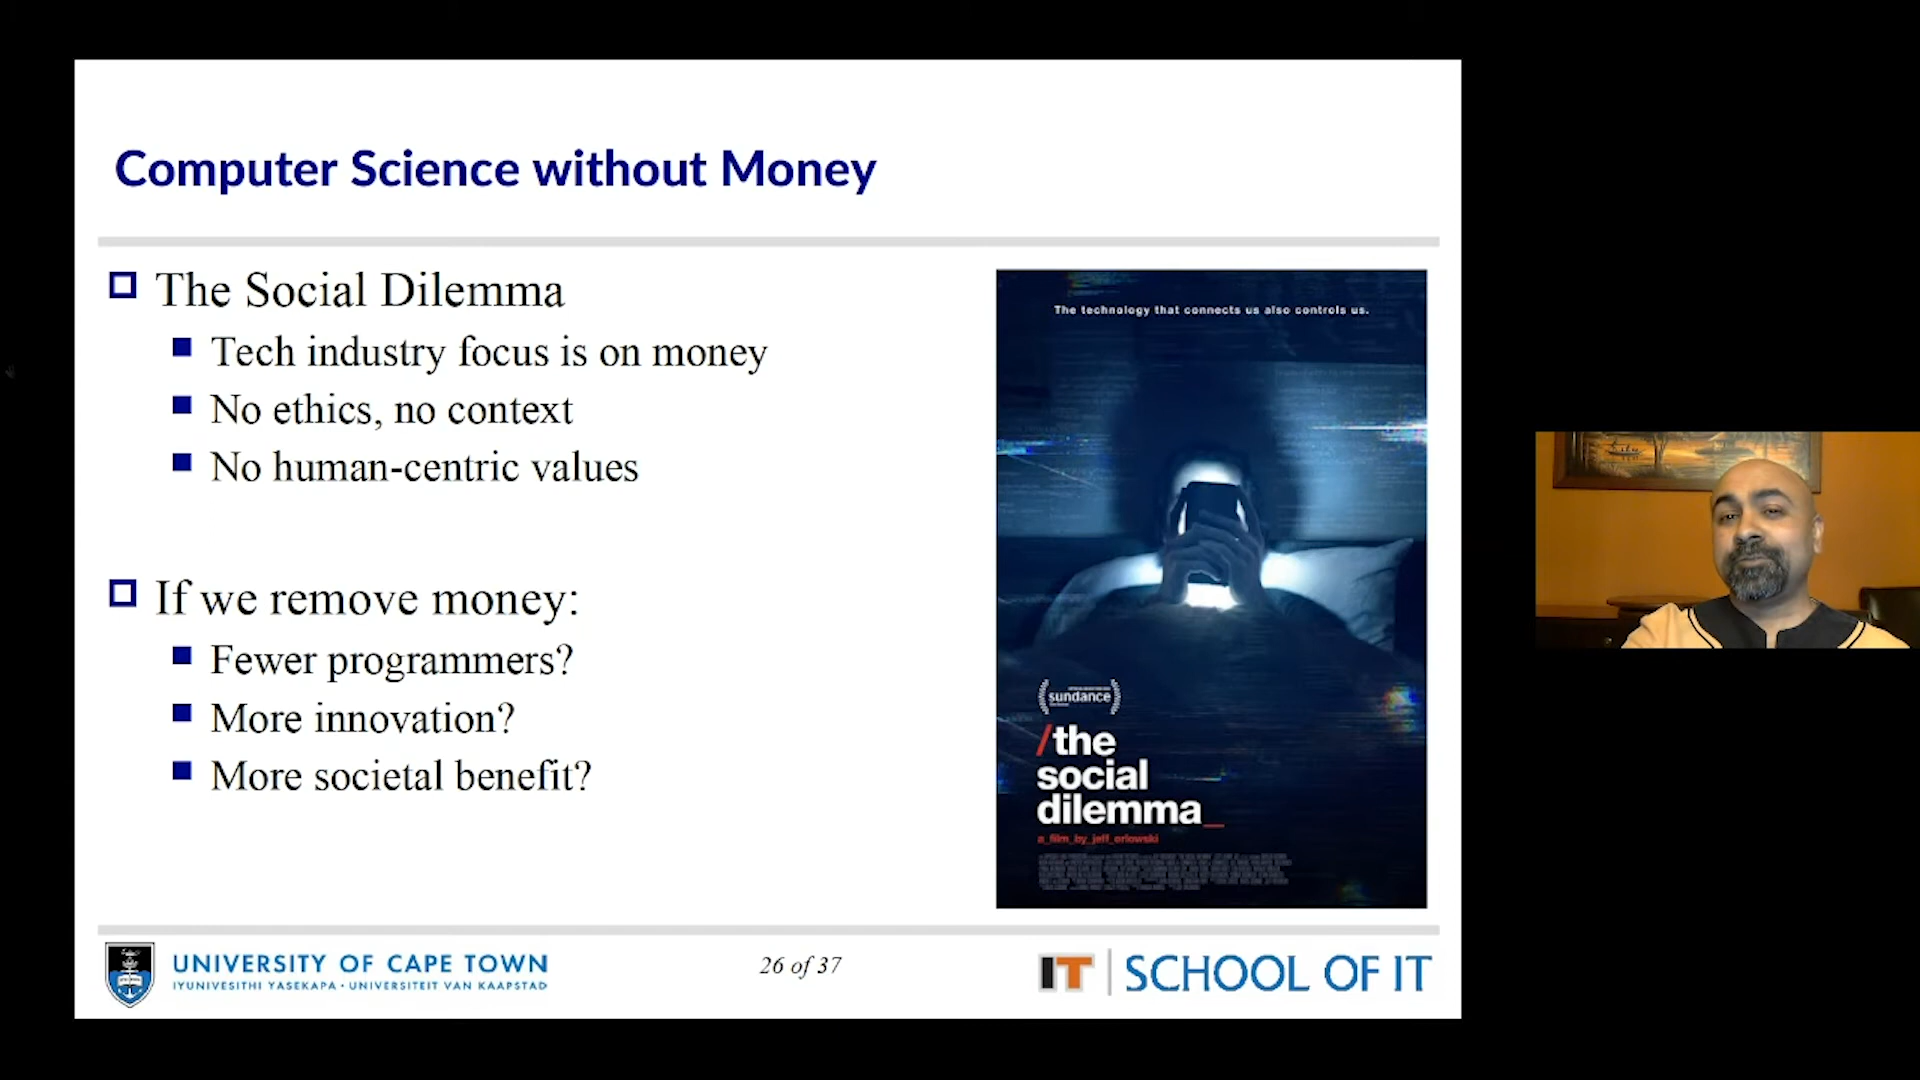 Computer Science without Money
The Social Dilemma
Tech industry focus is on money
No ethics, no context
No human-centric values
If we remove money:
Fewer programmers?
More innovation?
More societal benefit?
The technology that connects us also controls us.
sundance
/the
social
dilemma_
a_film_by_jeff_orlowski
UNIVERSITY OF CAPE TOWN
IYUNIVESITHI YASEKAPA • UNIVERSITEIT VAN KAAPSTAD
26 of 37
IT | SCHOOL OF IT